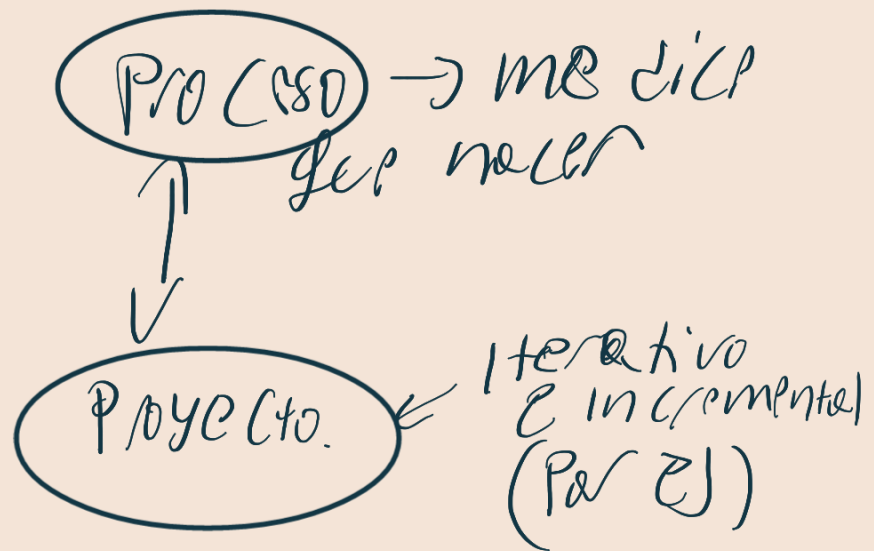 Proceso → me dice
que hacer
Proyecto.
Iterativo
e incremental
(Por EJ)